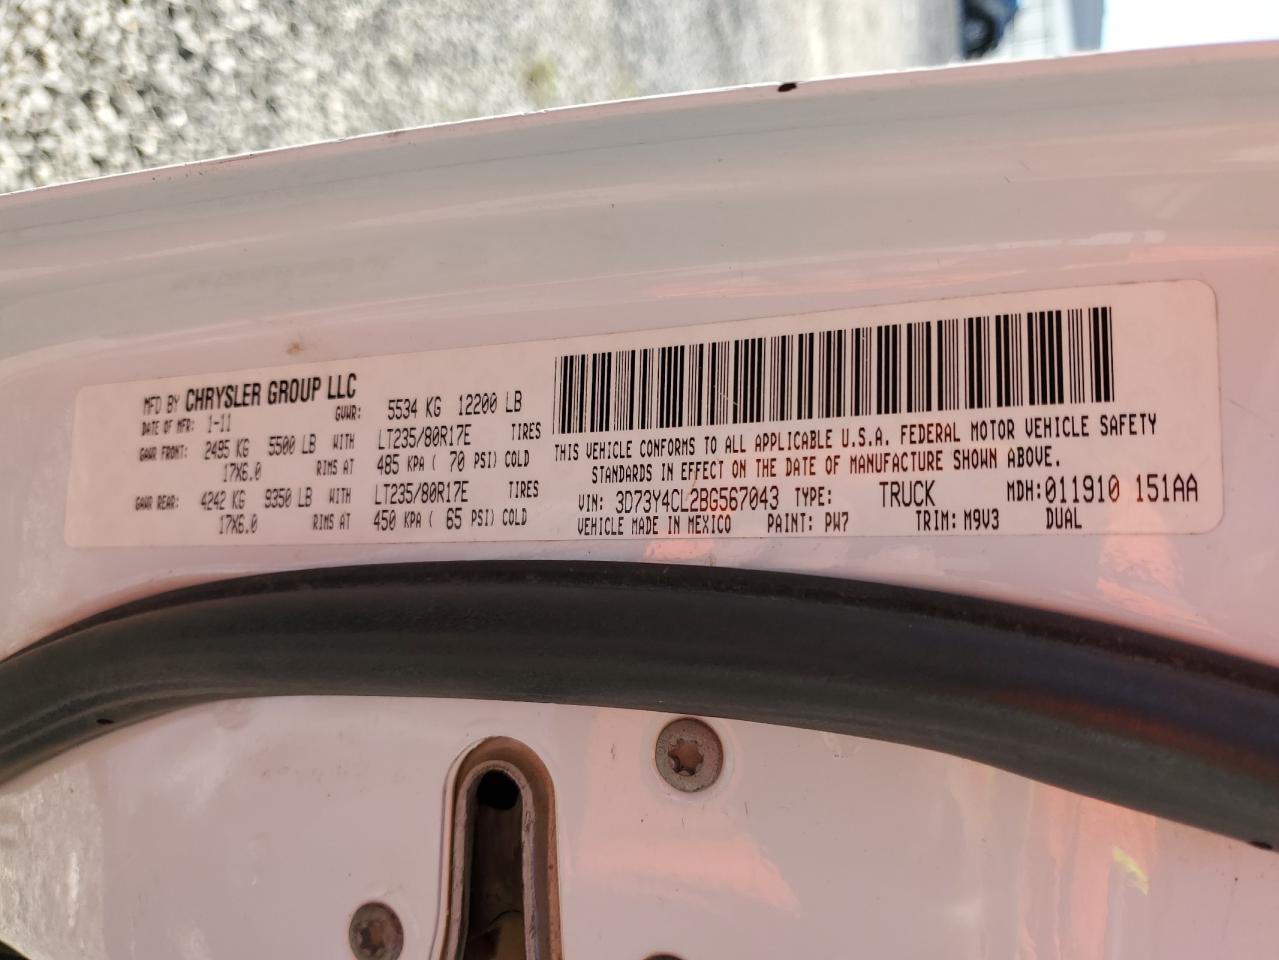 MFD BY CHRYSLER GROUP LLC
DATE OF MFR: 1-11 GVWR: 5534 KG 12200 LB
GAWR FRONT: 2495 KG 5500 LB WITH LT235/80R17E TIRES
17X6.0 RIMS AT 485 KPA ( 70 PSI) COLD
GAWR REAR: 4242 KG 9350 LB WITH LT235/80R17E TIRES
17X6.0 RIMS AT 450 KPA ( 65 PSI) COLD
THIS VEHICLE CONFORMS TO ALL APPLICABLE U.S.A. FEDERAL MOTOR VEHICLE SAFETY
STANDARDS IN EFFECT ON THE DATE OF MANUFACTURE SHOWN ABOVE.
VIN: 3D73Y4CL2BG567043 TYPE: TRUCK MDH:011910 151AA
VEHICLE MADE IN MEXICO PAINT: PW7 TRIM: M9V3 DUAL